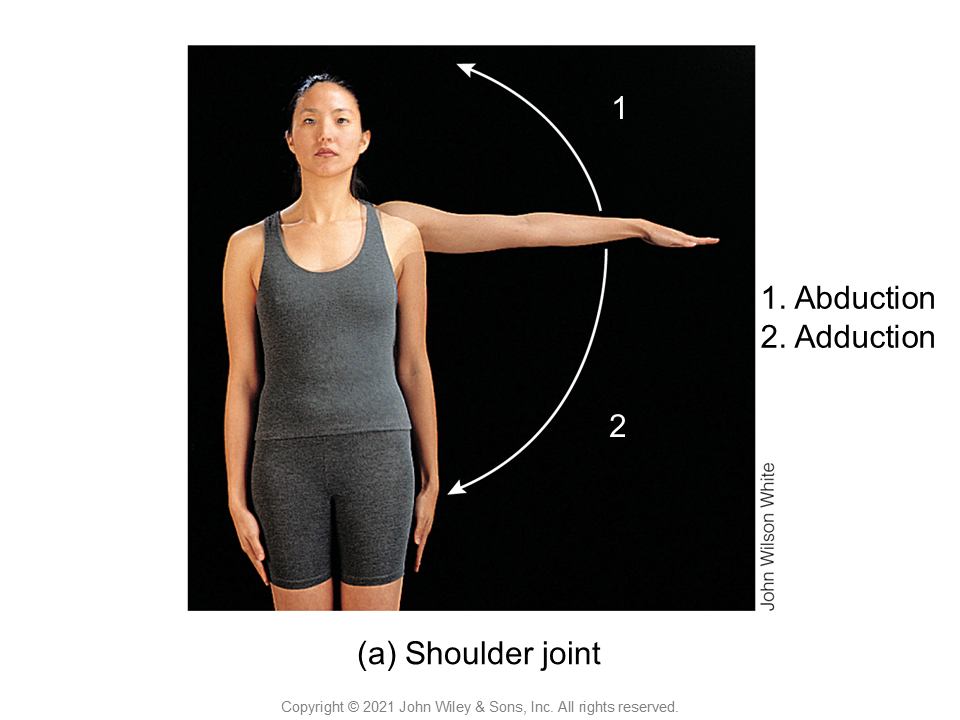 1
1. Abduction
2. Adduction
2
John Wilson White
(a) Shoulder joint
Copyright © 2021 John Wiley & Sons, Inc. All rights reserved.